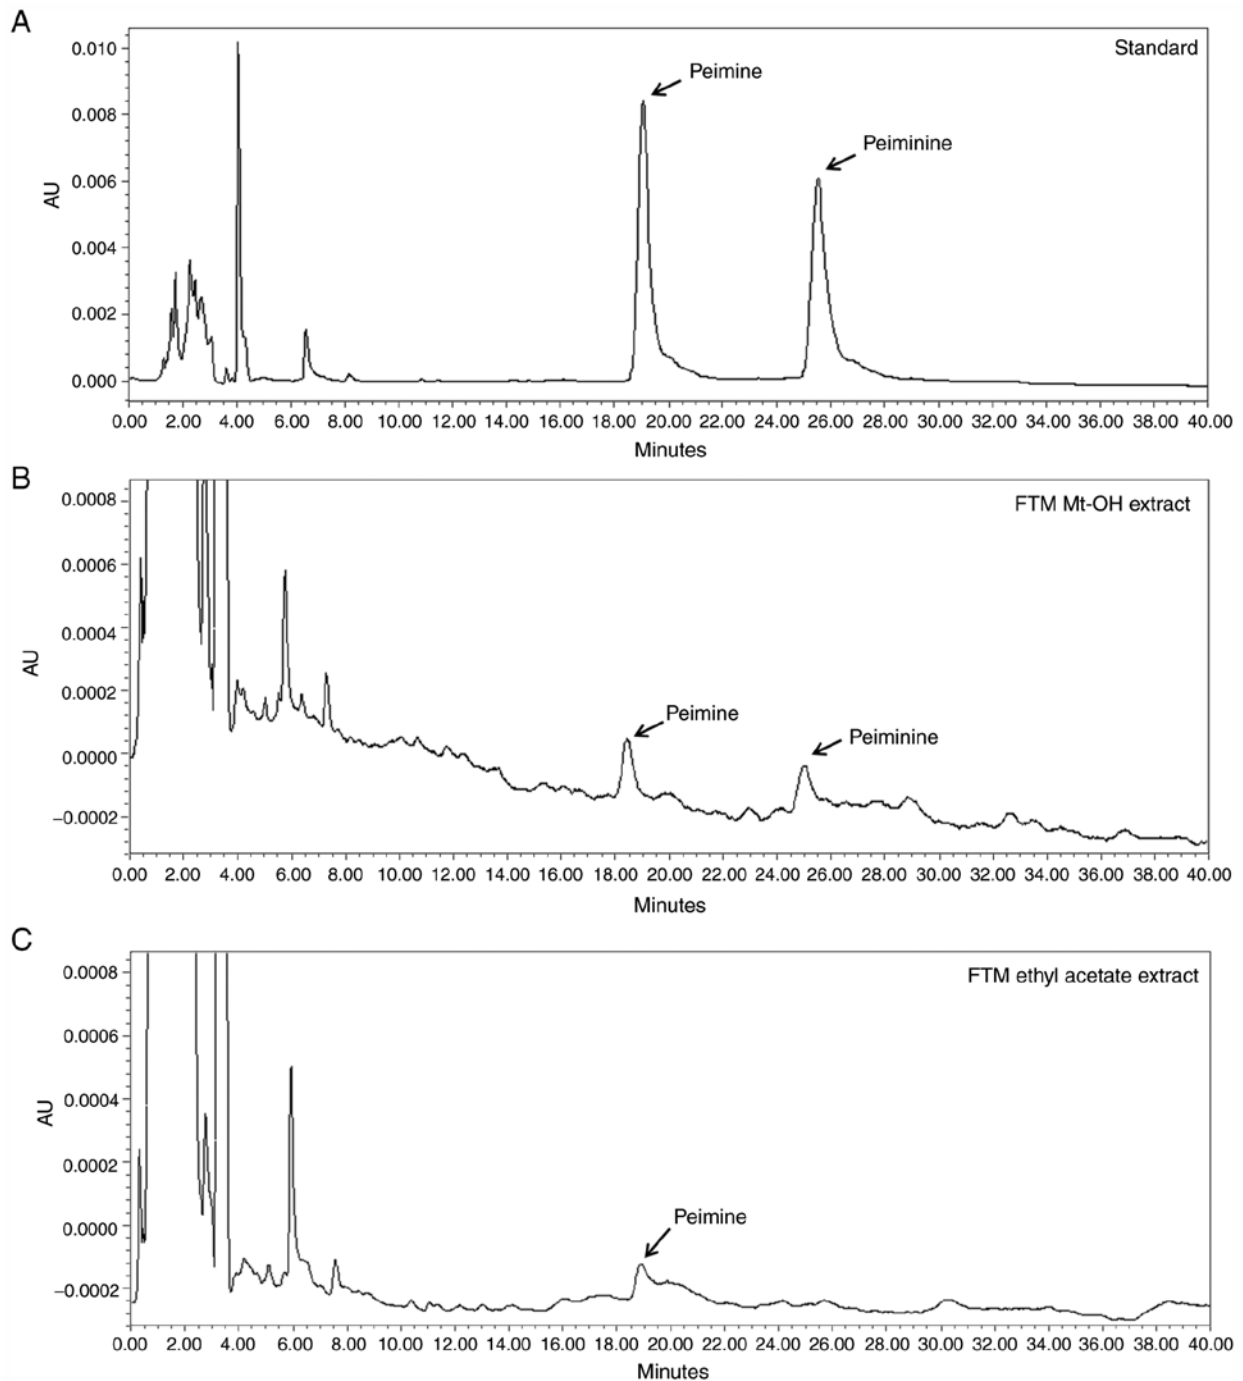 A
Standard
Peimine
Peiminine
AU
0.010
0.008
0.006
0.004
0.002
0.000
0.00 2.00 4.00 6.00 8.00 10.00 12.00 14.00 16.00 18.00 20.00 22.00 24.00 26.00 28.00 30.00 32.00 34.00 36.00 38.00 40.00
Minutes
B
FTM Mt-OH extract
Peimine
Peiminine
AU
0.0008
0.0006
0.0004
0.0002
0.0000
−0.0002
0.00 2.00 4.00 6.00 8.00 10.00 12.00 14.00 16.00 18.00 20.00 22.00 24.00 26.00 28.00 30.00 32.00 34.00 36.00 38.00 40.00
Minutes
C
FTM ethyl acetate extract
Peimine
AU
0.0008
0.0006
0.0004
0.0002
0.0000
−0.0002
0.00 2.00 4.00 6.00 8.00 10.00 12.00 14.00 16.00 18.00 20.00 22.00 24.00 26.00 28.00 30.00 32.00 34.00 36.00 38.00 40.00
Minutes